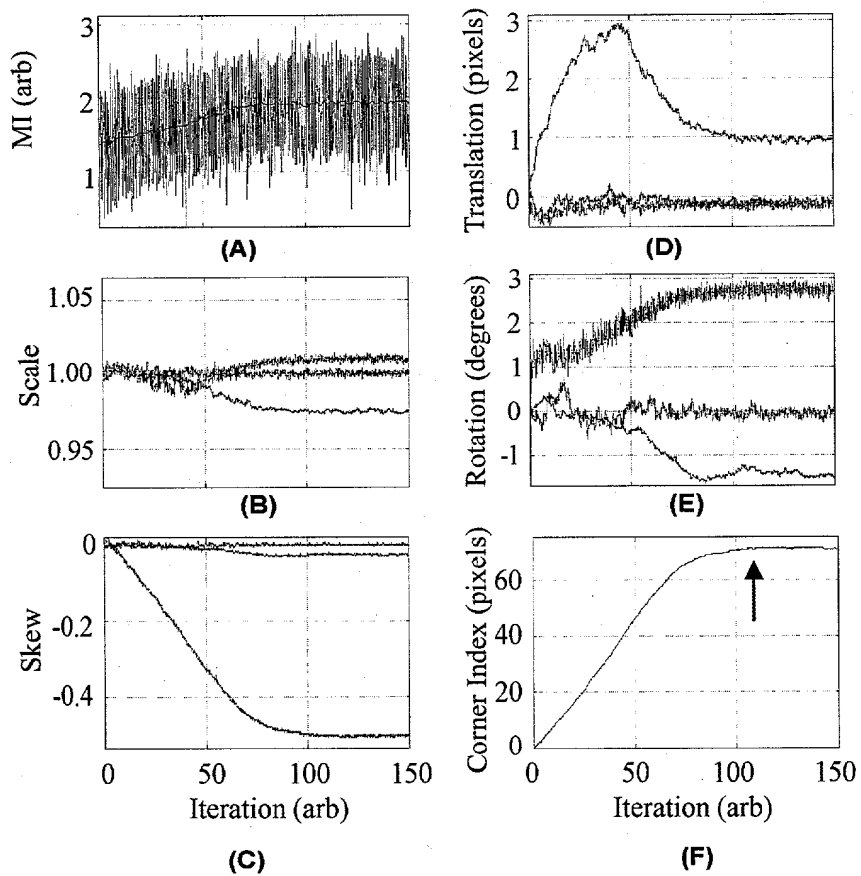 MI (arb)
3
2
1
(A)
Translation (pixels)
3
2
1
0
(D)
Scale
1.05
1.00
0.95
(B)
Rotation (degrees)
3
2
1
0
-1
(E)
Skew
0
-0.2
-0.4
0
50
100
150
Iteration (arb)
(C)
Corner Index (pixels)
60
40
20
0
0
50
100
150
Iteration (arb)
(F)